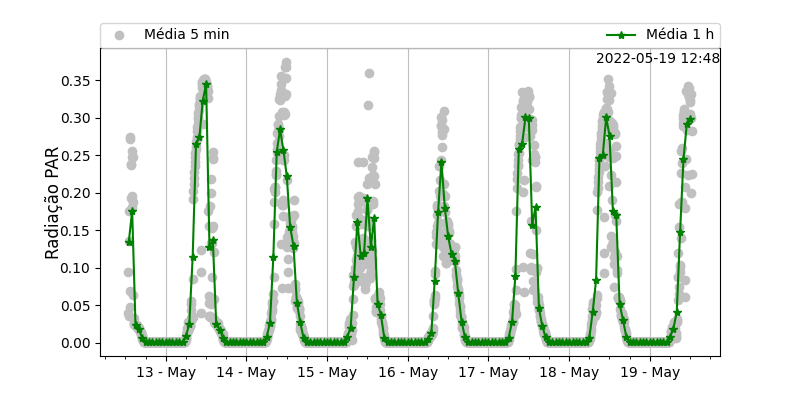 Média 5 min
Média 1 h
2022-05-19 12:48
Radiação PAR
0.35
0.30
0.25
0.20
0.15
0.10
0.05
0.00
13 - May
14 - May
15 - May
16 - May
17 - May
18 - May
19 - May